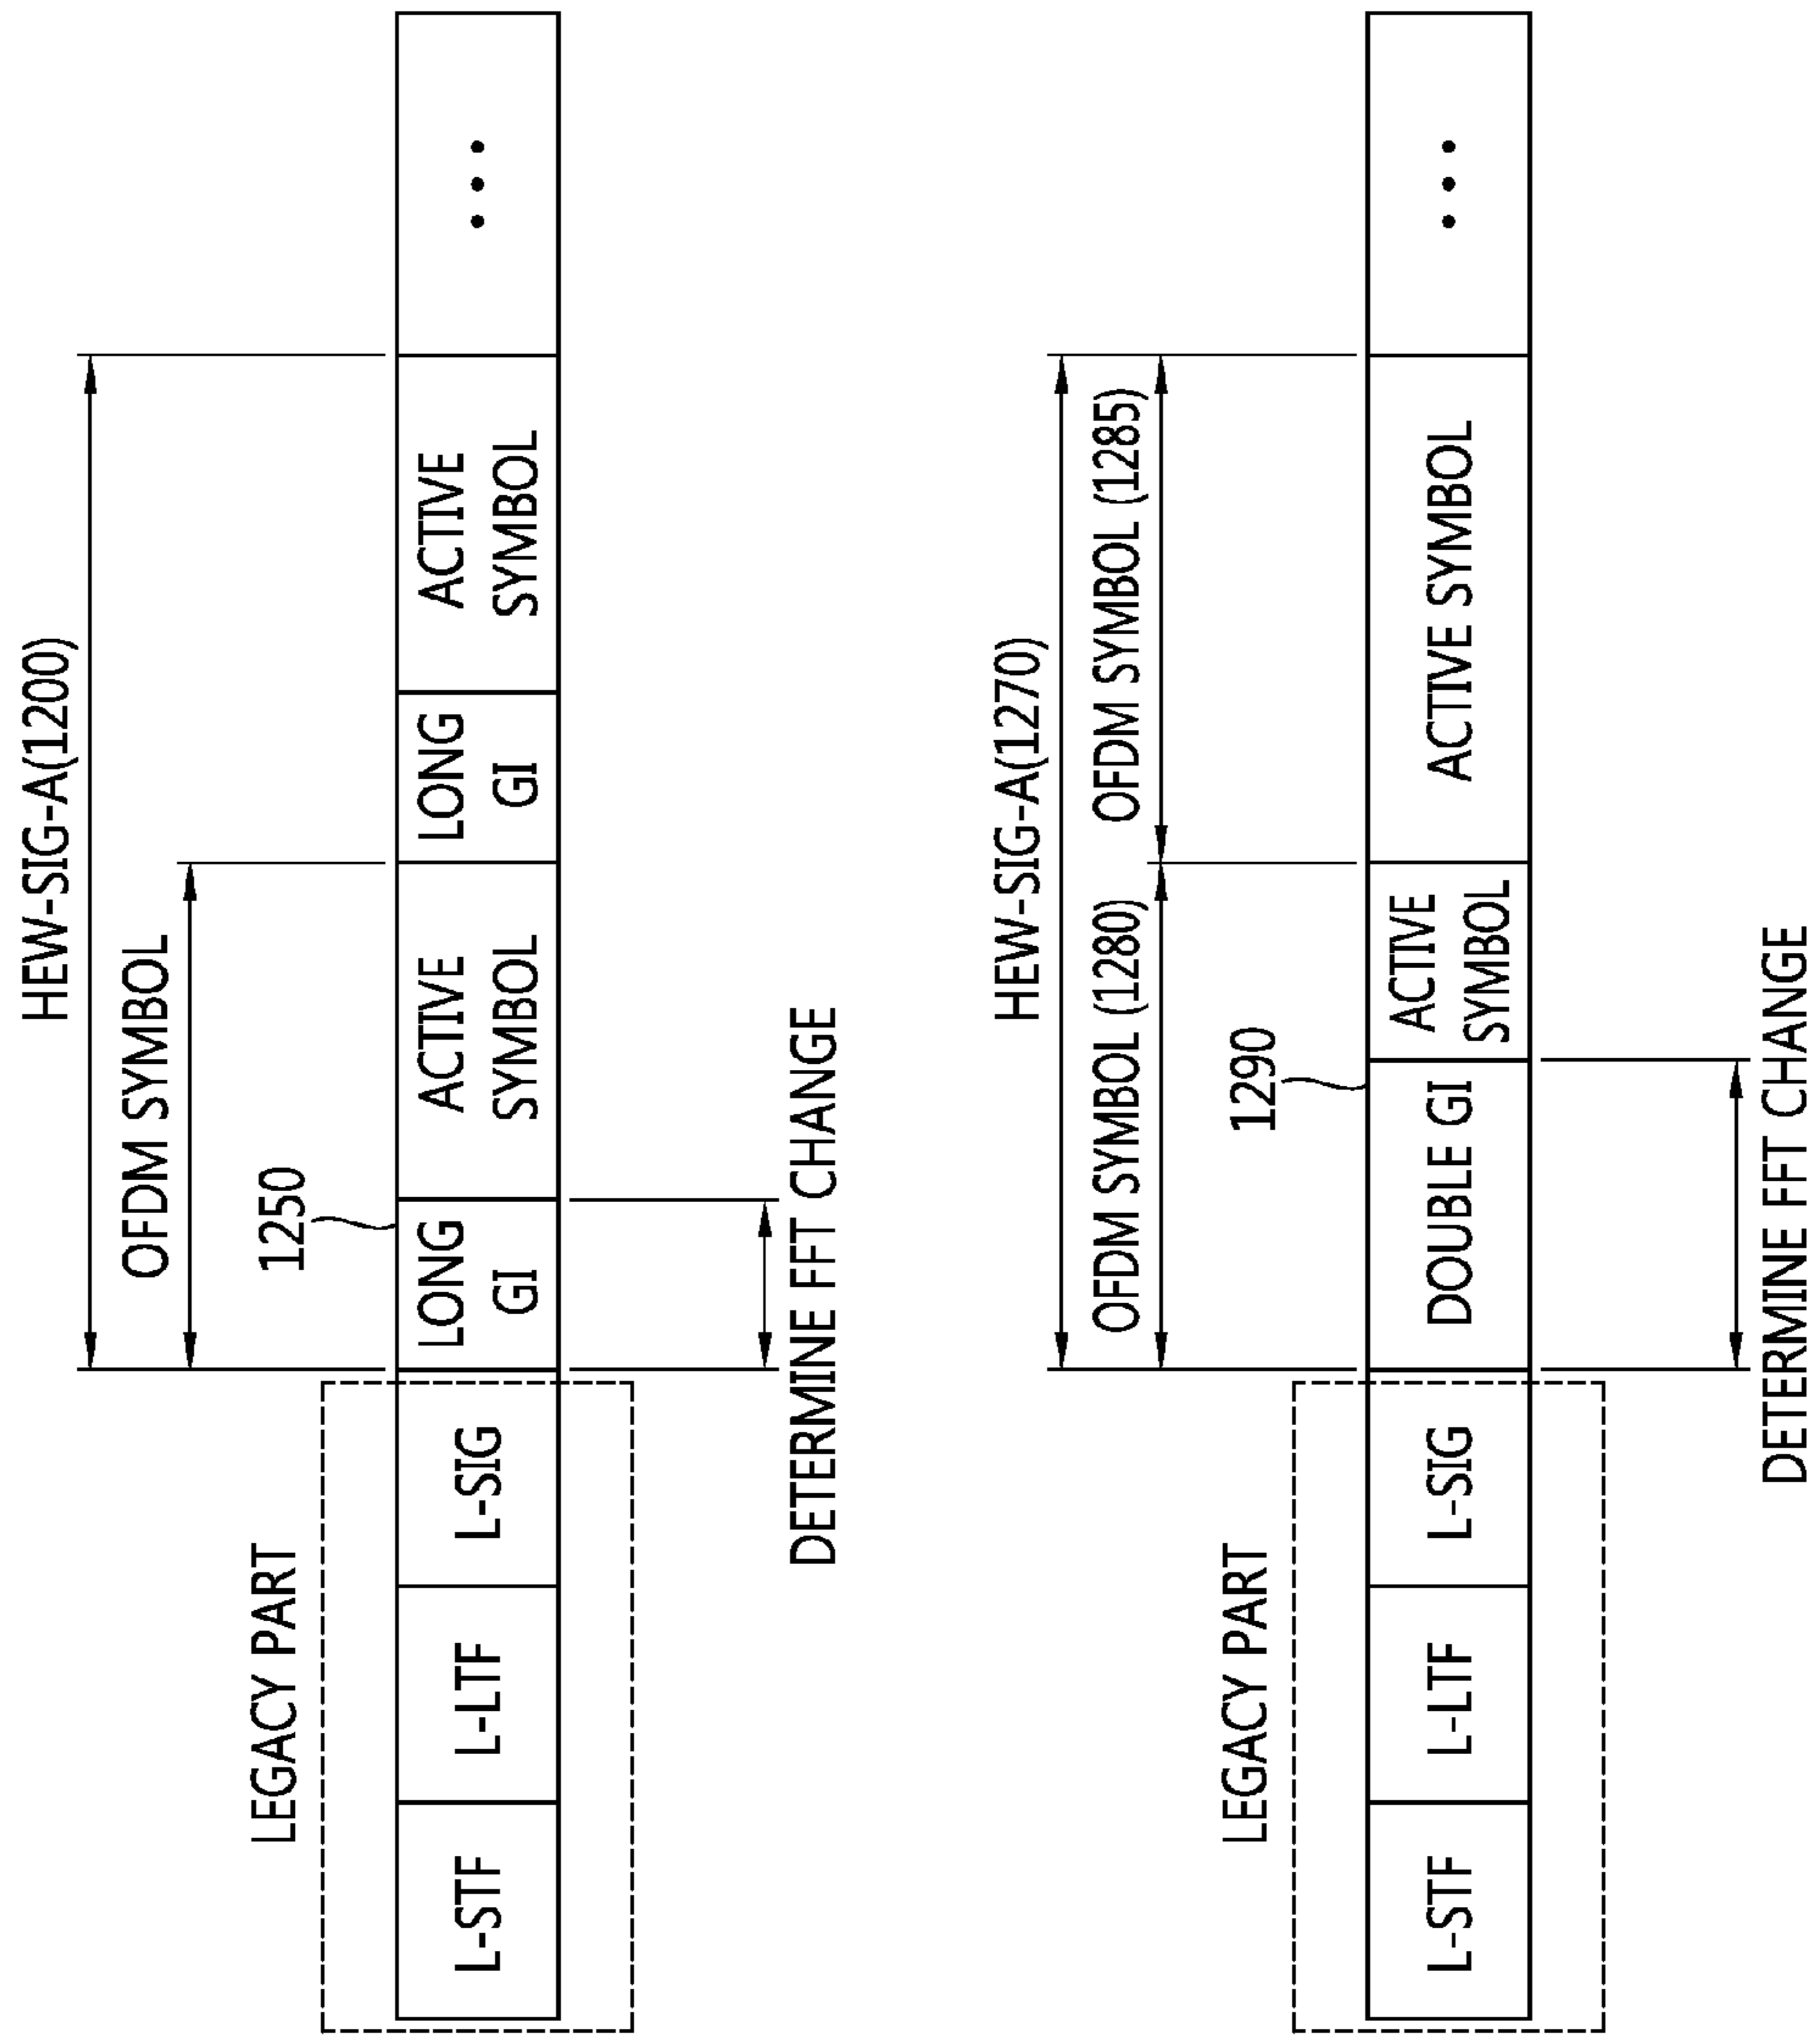 HEW-SIG-A(1200)
OFDM SYMBOL
1250
LEGACY PART
L-STF
L-LTF
L-SIG
LONG
GI
ACTIVE
SYMBOL
LONG
GI
ACTIVE
SYMBOL
DETERMINE FFT CHANGE
HEW-SIG-A(1270)
OFDM SYMBOL (1280)
OFDM SYMBOL (1285)
1290
LEGACY PART
L-STF
L-LTF
L-SIG
DOUBLE GI
ACTIVE
SYMBOL
ACTIVE SYMBOL
DETERMINE FFT CHANGE